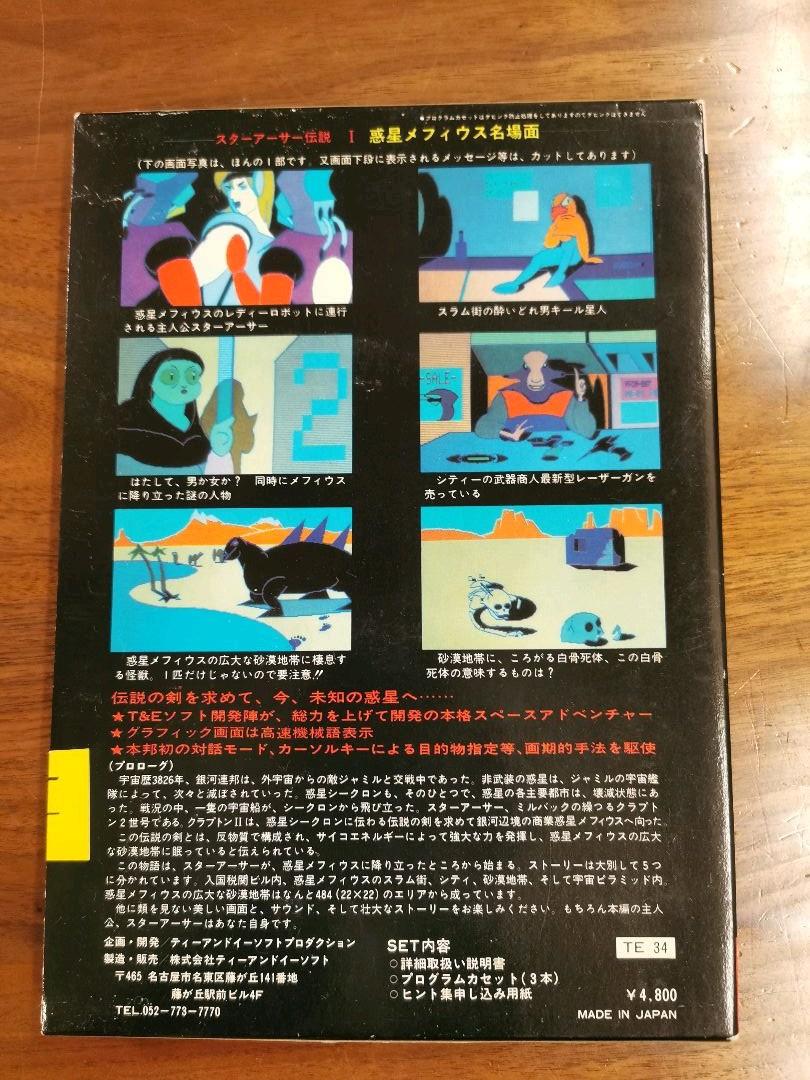 ●プログラムカセットはダビング防止処理をしてありますのでダビングはできません
スターアーサー伝説 I 惑星メフィウス名場面
(下の画面写真は、ほんの1部です。又画面下段に表示されるメッセージ等は、カットしてあります)
惑星メフィウスのレディーロボットに連行
される主人公スターアーサー
スラム街の酔いどれ男キール星人
2
-SALE-
はたして、男か女か? 同時にメフィウス
に降り立った謎の人物
シティーの武器商人最新型レーザーガンを
売っている
惑星メフィウスの広大な砂漠地帯に棲息す
る怪獣。1匹だけじゃないので要注意!!
砂漠地帯に、ころがる白骨死体、この白骨
死体の意味するものは?
伝説の剣を求めて、今、未知の惑星へ……
★T&Eソフト開発陣が、総力を上げて開発の本格スペースアドベンチャー
★グラフィック画面は高速機械語表示
★本邦初の対話モード、カーソルキーによる目的物指定等、画期的手法を駆使
(プロローグ)
宇宙歴3826年、銀河連邦は、外宇宙からの敵ジャミルと交戦中であった。非武装の惑星は、ジャミルの宇宙艦
隊によって、次々と滅ぼされていった。惑星シークロンも、そのひとつで、惑星の各主要都市は、壊滅状態にあ
った。戦況の中、一隻の宇宙船が、シークロンから飛び立った。スターアーサー、ミルバックの操つるクラプト
ン2世号である。クラプトンIIは、惑星シークロンに伝わる伝説の剣を求めて銀河辺境の商業惑星メフィウスへ向った。
この伝説の剣とは、反物質で構成され、サイコエネルギーによって強大な力を発揮し、惑星メフィウスの広大
な砂漠地帯に眠っていると伝えられている。
この物語は、スターアーサーが、惑星メフィウスに降り立ったところから始まる。ストーリーは大別して5つ
に分かれています。入国税関ビル内、惑星メフィウスのスラム街、シティ、砂漠地帯、そして宇宙ピラミッド内。
惑星メフィウスの広大な砂漠地帯はなんと484(22×22)のエリアから成っています。
他に類を見ない美しい画面と、サウンド、そして壮大なストーリーをお楽しみください。もちろん本編の主人
公、スターアーサーはあなた自身です。
企画・開発/ティーアンドイーソフトプロダクション
製造・販売/株式会社ティーアンドイーソフト
〒465 名古屋市名東区藤が丘141番地
藤が丘駅前ビル4F
TEL.052-773-7770
SET内容
○詳細取扱い説明書
○プログラムカセット(3本)
○ヒント集申し込み用紙
TE 34
¥4,800
MADE IN JAPAN